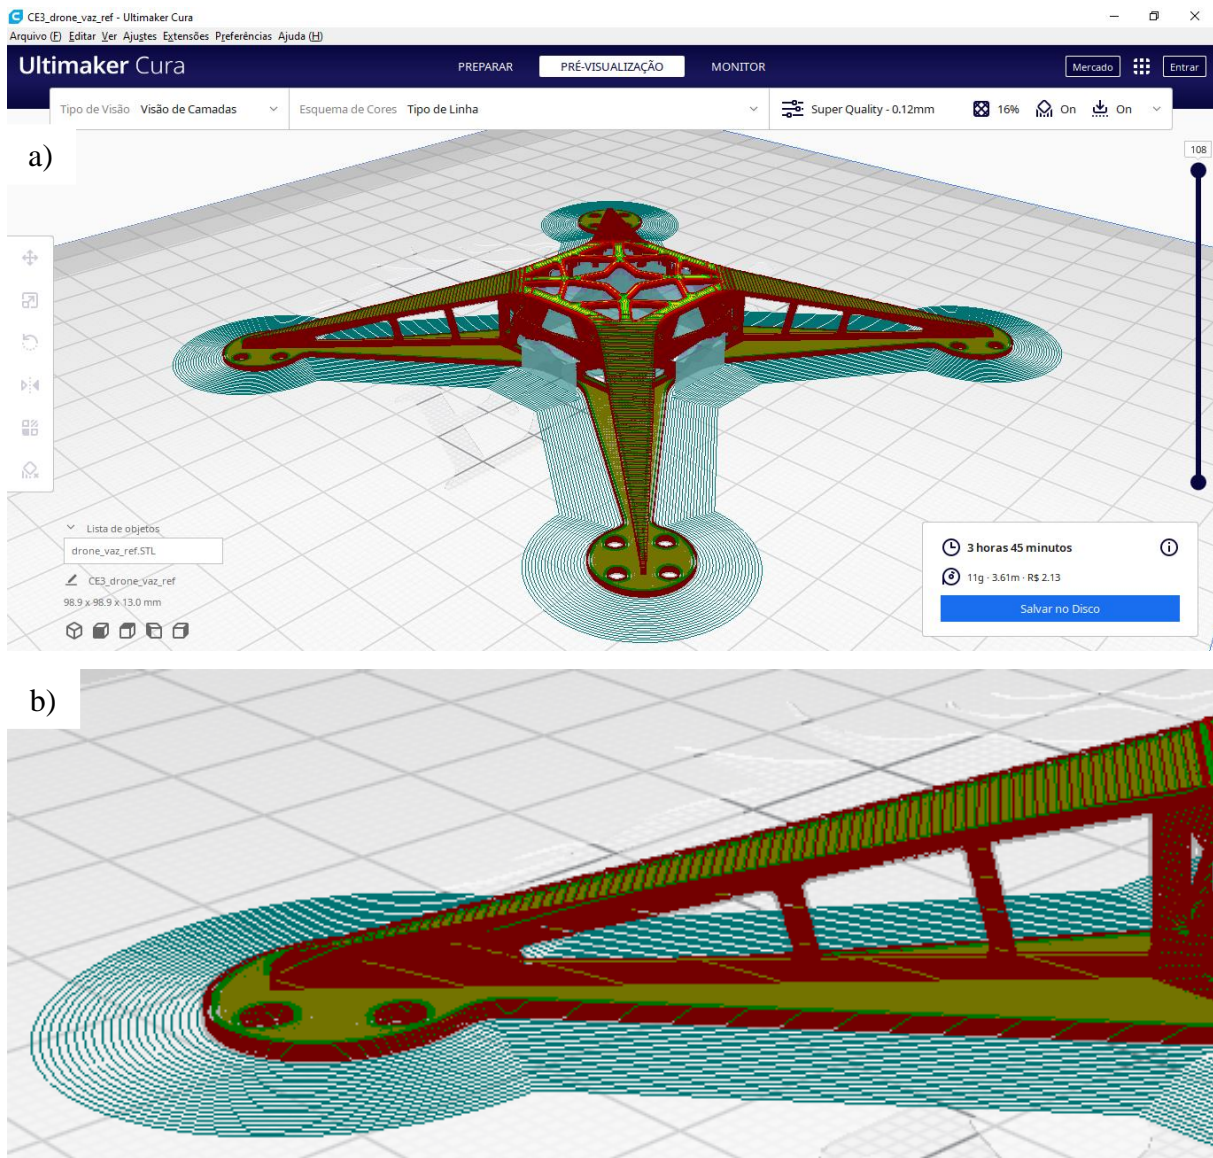 CE3_drone_vaz_ref - Ultimaker Cura
Arquivo (F) Editar Ver Ajustes Extensões Preferências Ajuda (H)
Ultimaker Cura PREPARAR PRÉ-VISUALIZAÇÃO MONITOR Mercado Entrar
Tipo de Visão Visão de Camadas Esquema de Cores Tipo de Linha Super Quality - 0.12mm 16% On On
a)
108
Lista de objetos
drone_vaz_ref.STL
CE3_drone_vaz_ref
98.9 x 98.9 x 13.0 mm
3 horas 45 minutos
11g · 3.61m · R$ 2.13
Salvar no Disco
b)